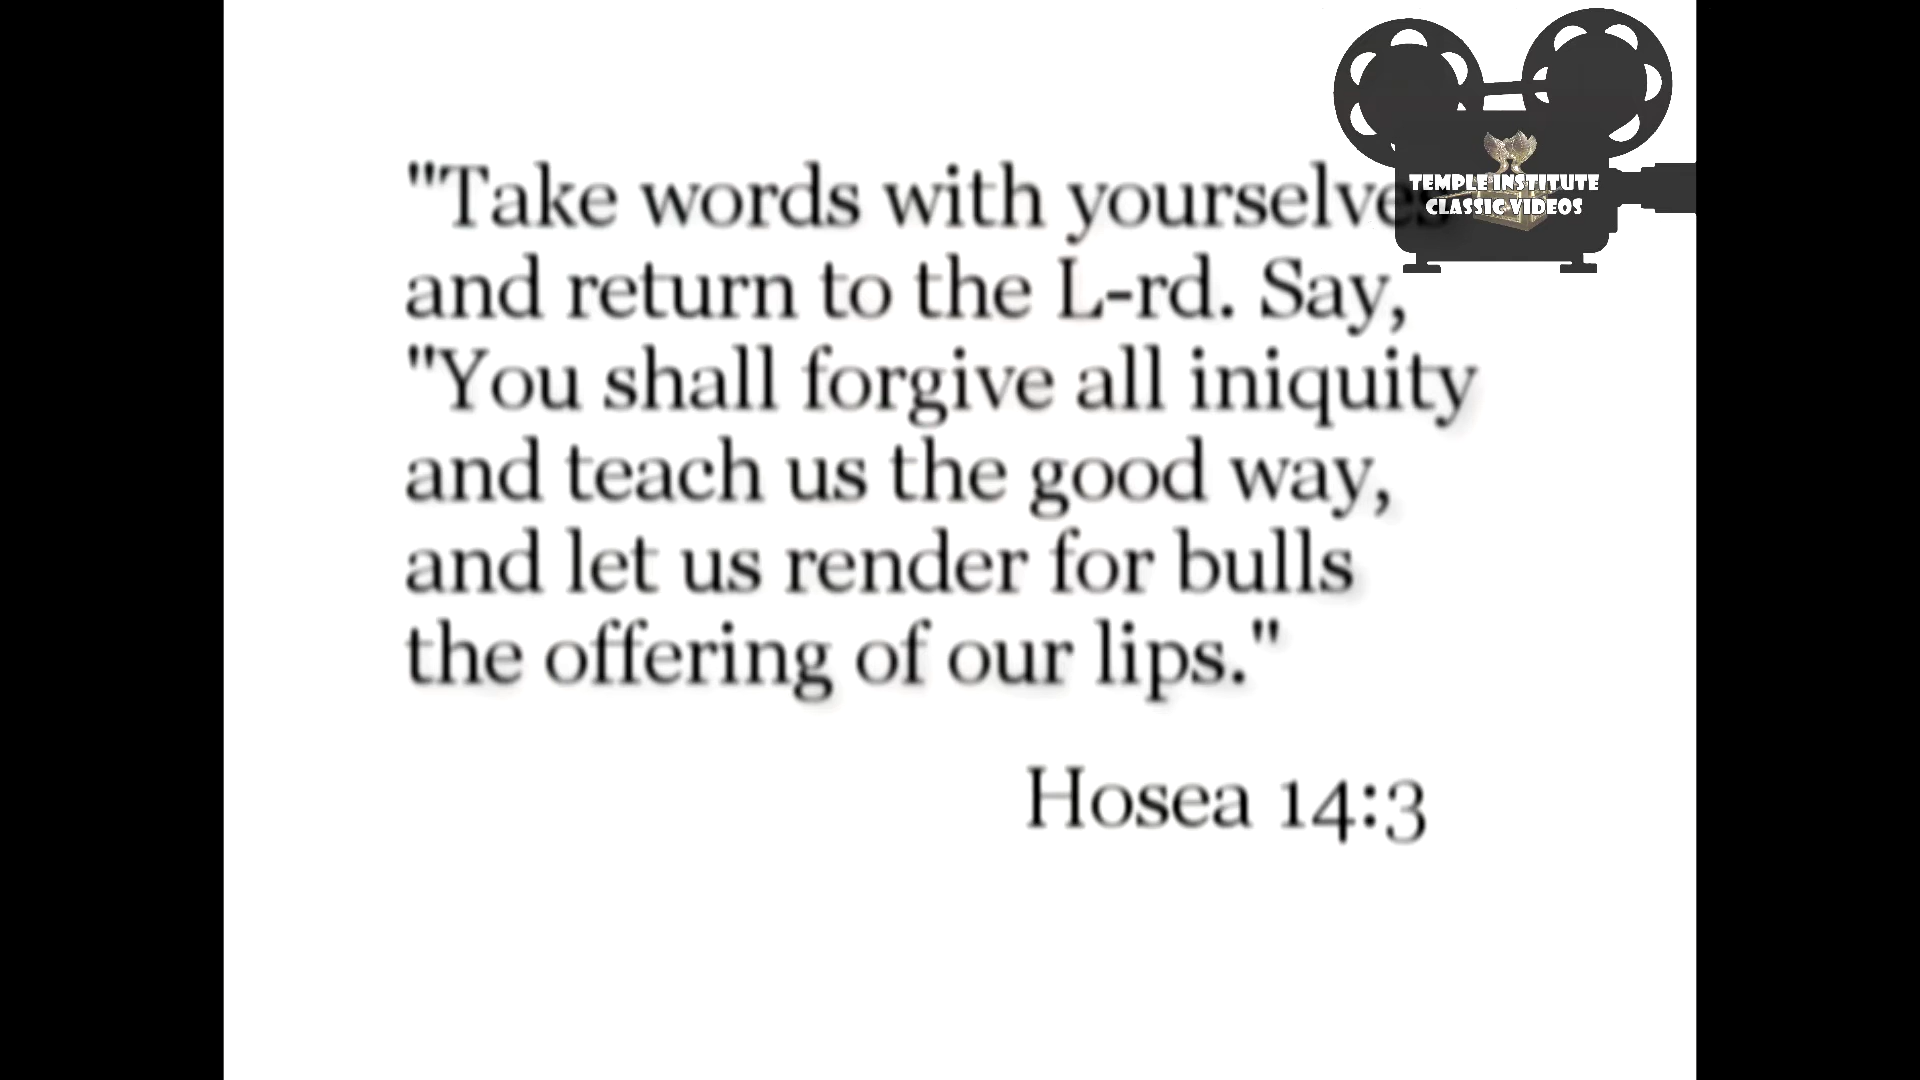 "Take words with yourselves
and return to the L-rd. Say,
"You shall forgive all iniquity
and teach us the good way,
and let us render for bulls
the offering of our lips."
Hosea 14:3
TEMPLE INSTITUTE
CLASSIC VIDEOS